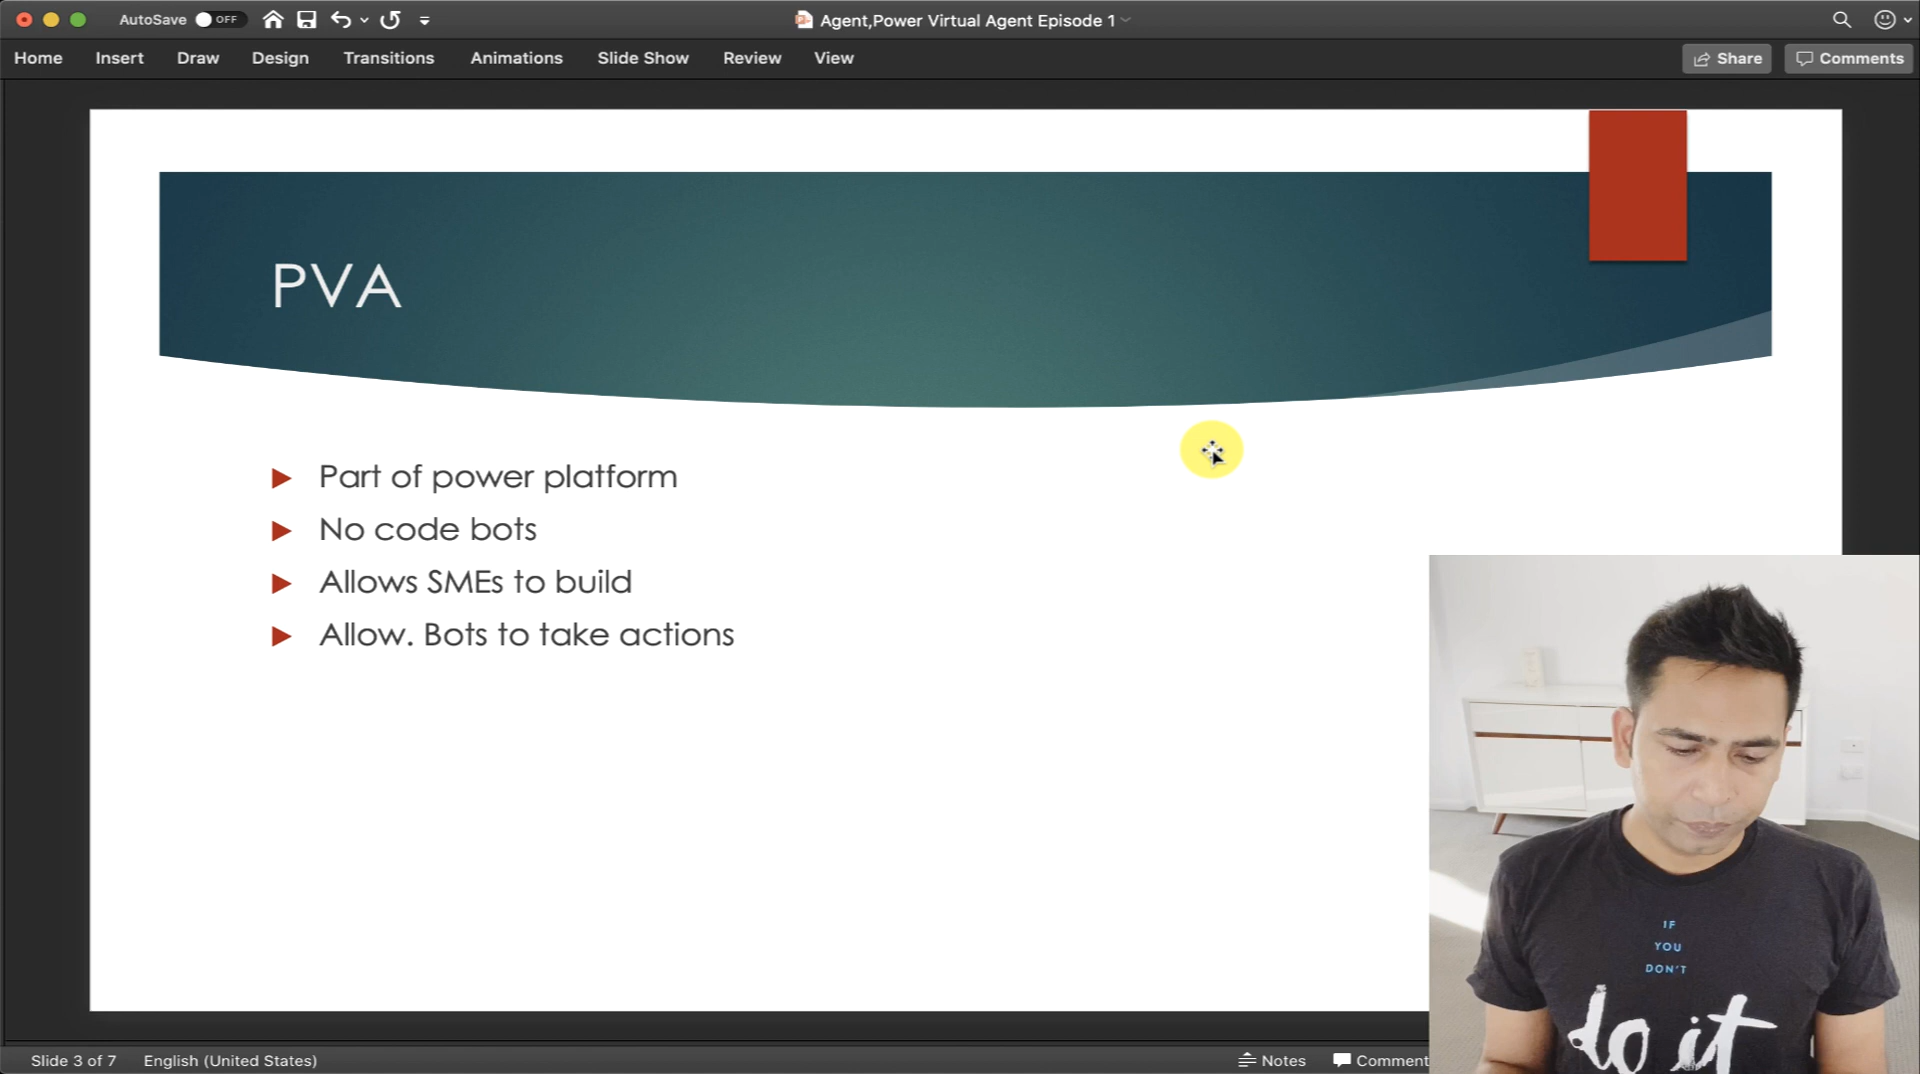 AutoSave OFF
Agent,Power Virtual Agent Episode 1
Home Insert Draw Design Transitions Animations Slide Show Review View
Share Comments
PVA
Part of power platform
No code bots
Allows SMEs to build
Allow. Bots to take actions
IF
YOU
DON'T
do it
Slide 3 of 7 English (United States)
Notes Comment